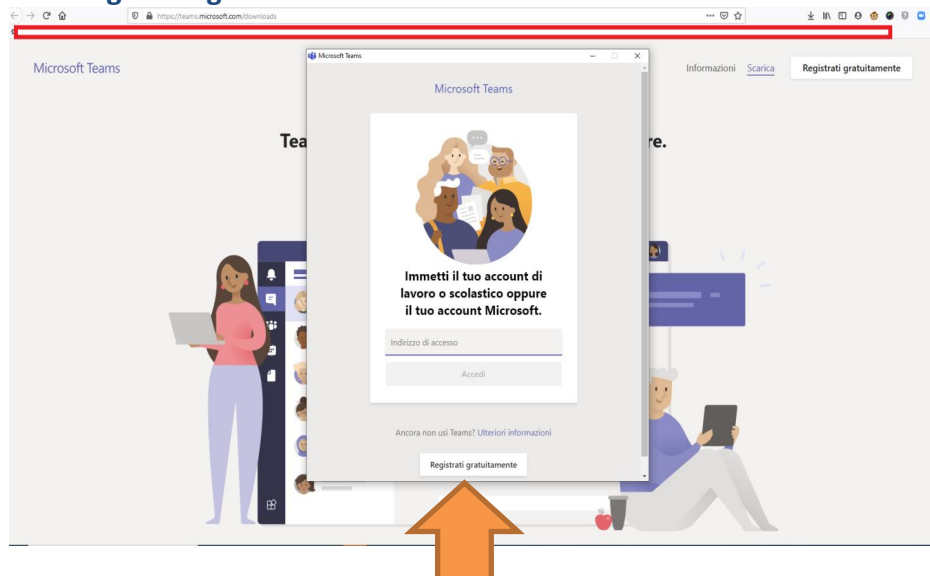 https://teams.microsoft.com/downloads
Microsoft Teams
Informazioni
Scarica
Registrati gratuitamente
Tea
re.
Microsoft Teams
Microsoft Teams
Immetti il tuo account di
lavoro o scolastico oppure
il tuo account Microsoft.
Indirizzo di accesso
Accedi
Ancora non usi Teams? Ulteriori informazioni
Registrati gratuitamente